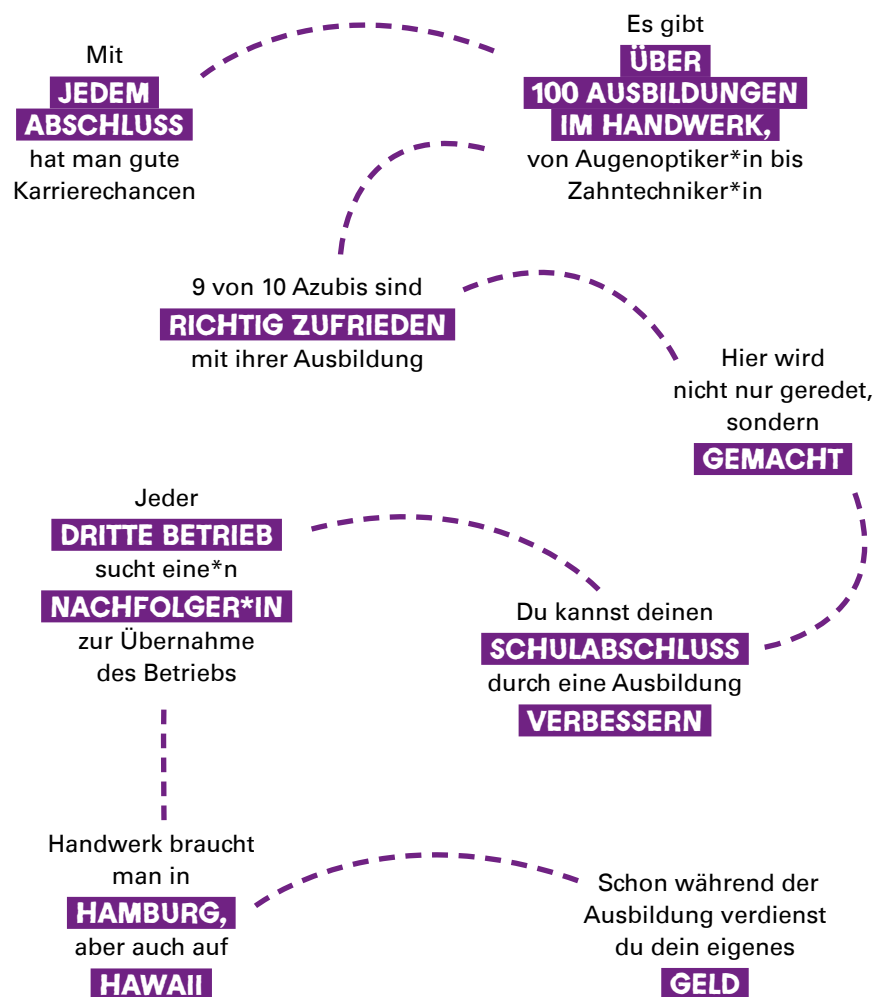 Mit
JEDEM
ABSCHLUSS
hat man gute
Karrierechancen
Es gibt
ÜBER
100 AUSBILDUNGEN
IM HANDWERK,
von Augenoptiker*in bis
Zahntechniker*in
9 von 10 Azubis sind
RICHTIG ZUFRIEDEN
mit ihrer Ausbildung
Hier wird
nicht nur geredet,
sondern
GEMACHT
Du kannst deinen
SCHULABSCHLUSS
durch eine Ausbildung
VERBESSERN
Jeder
DRITTE BETRIEB
sucht eine*n
NACHFOLGER*IN
zur Übernahme
des Betriebs
Handwerk braucht
man in
HAMBURG,
aber auch auf
HAWAII
Schon während der
Ausbildung verdienst
du dein eigenes
GELD